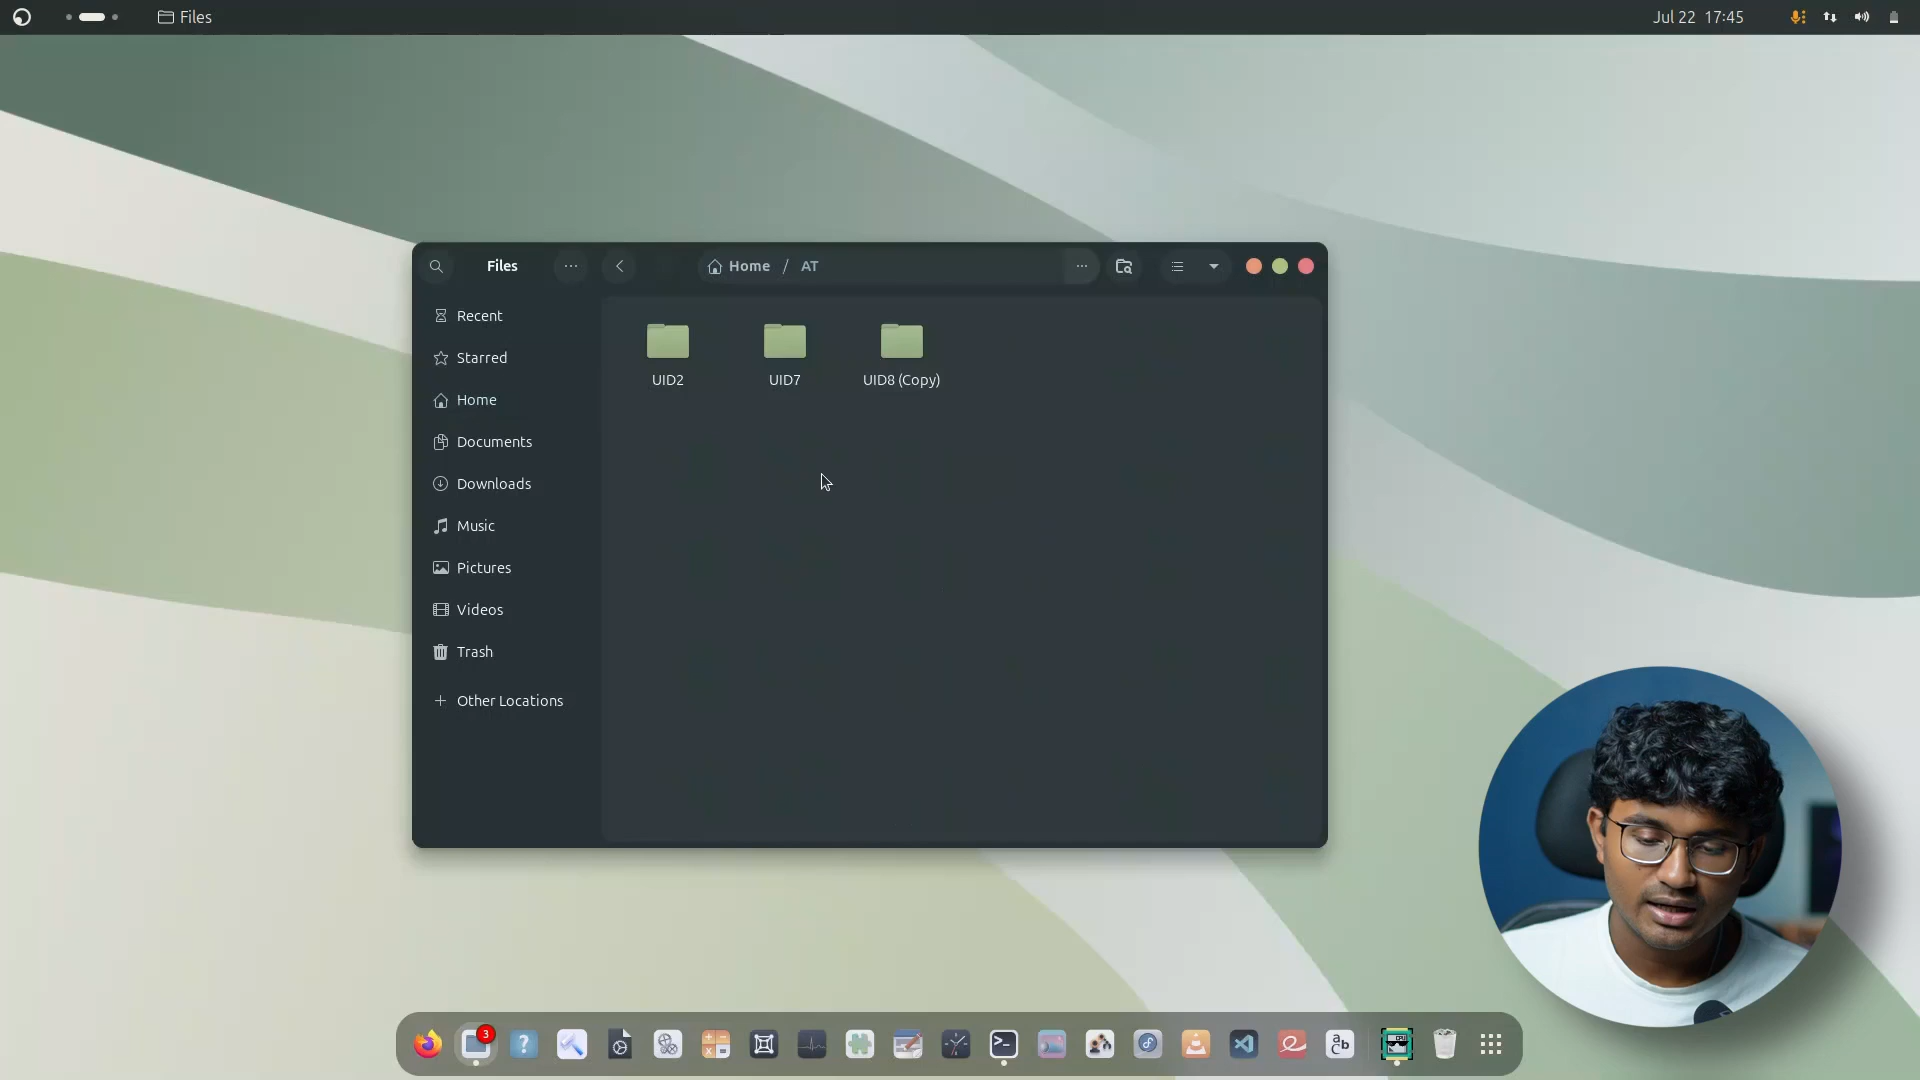 Files
Jul 22 17:45
Files
Home / AT
Recent
Starred
Home
Documents
Downloads
Music
Pictures
Videos
Trash
Other Locations
UID2
UID7
UID8 (Copy)
3